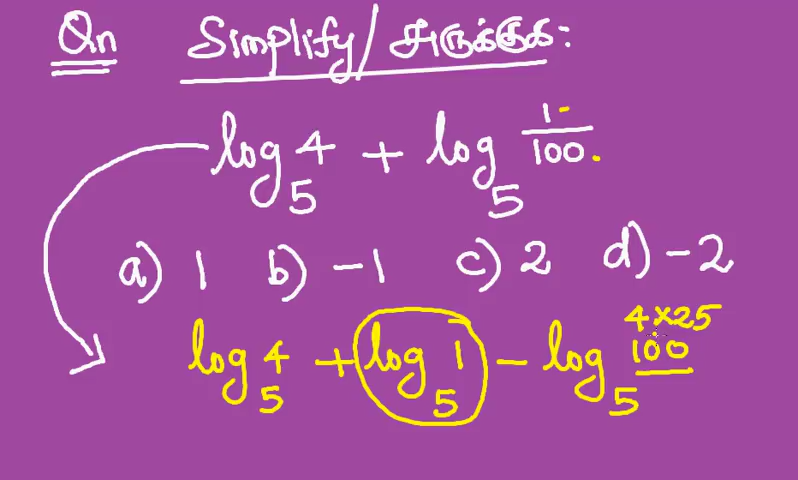 Qn Simplify/சுருக்குக:
log₅ 4 + log₅ 1/100
a) 1 b) -1 c) 2 d) -2
4×25
log₅ 4 + log₅ 1 - log₅ 100